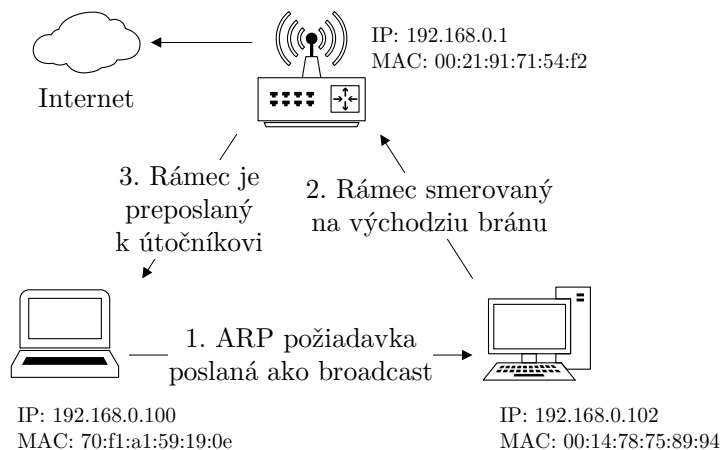 IP: 192.168.0.1
MAC: 00:21:91:71:54:f2
Internet
3. Rámec je
preposlaný
k útočníkovi
2. Rámec smerovaný
na východziu bránu
1. ARP požiadavka
poslaná ako broadcast
IP: 192.168.0.100
MAC: 70:f1:a1:59:19:0e
IP: 192.168.0.102
MAC: 00:14:78:75:89:94